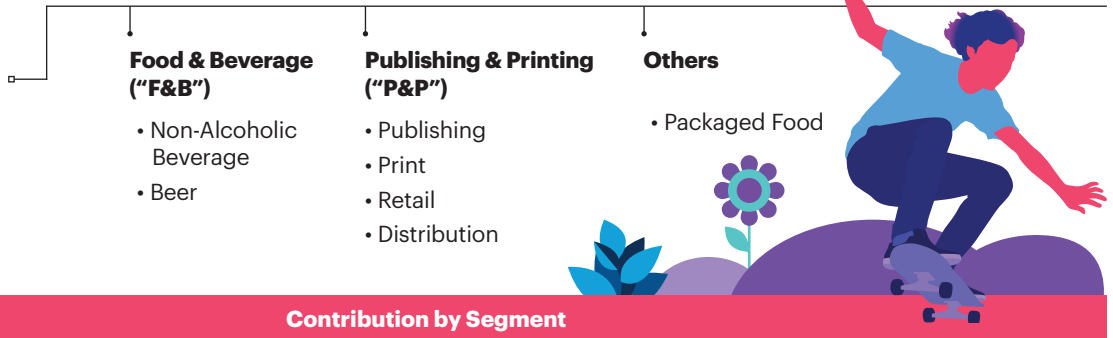 Food & Beverage
(“F&B”)
• Non-Alcoholic
Beverage
• Beer
Publishing & Printing
(“P&P”)
• Publishing
• Print
• Retail
• Distribution
Others
• Packaged Food
Contribution by Segment